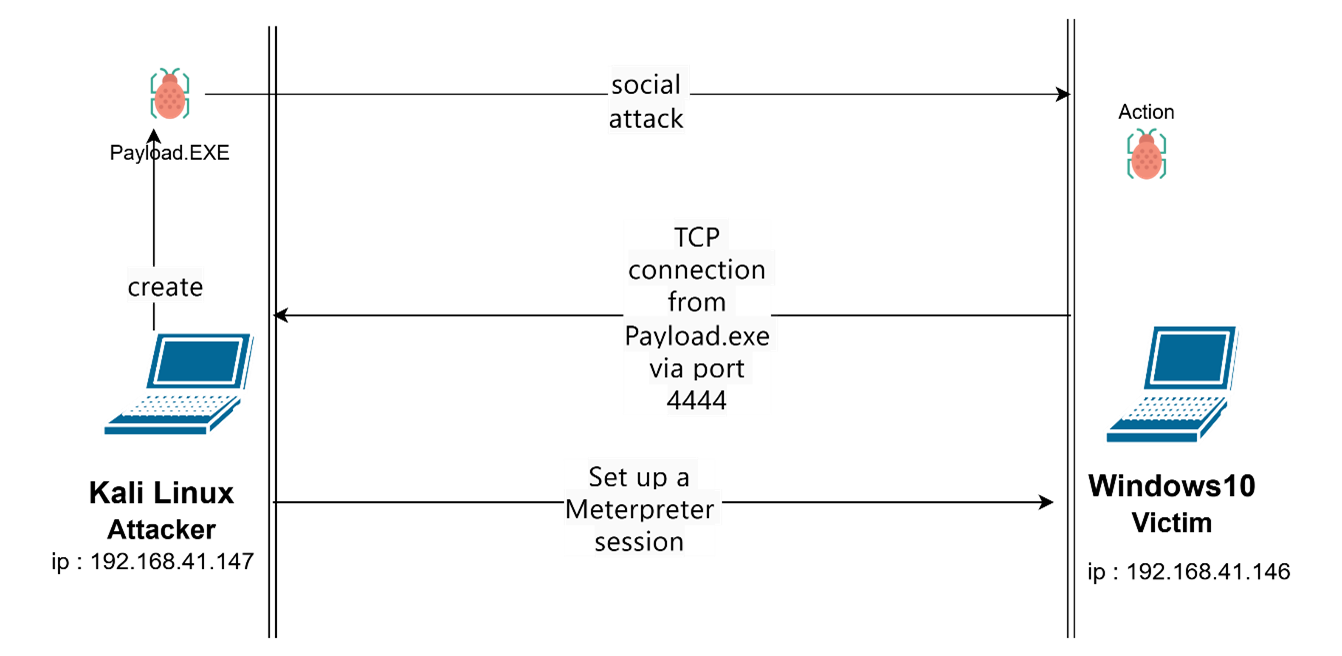 social
attack
Action
Payload.EXE
TCP
connection
from
Payload.exe
via port
4444
create
Set up a
Meterpreter
session
Kali Linux
Attacker
ip : 192.168.41.147
Windows10
Victim
ip : 192.168.41.146